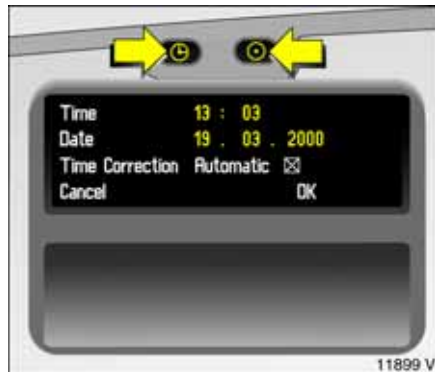 Time 13 : 03
Date 19 . 03 . 2000
Time Correction Automatic ☒
Cancel OK
11899 V